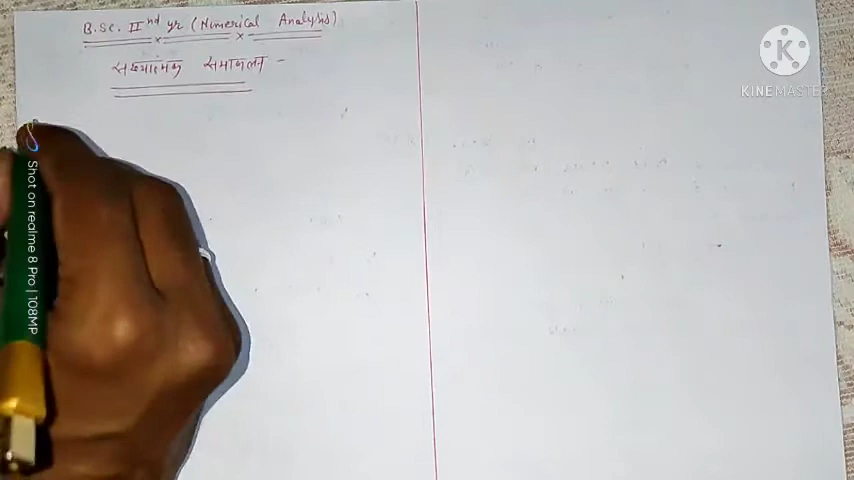 B.Sc. IInd yr (Numerical Analysis)
संख्यात्मक समाकलन -
KINEMASTER
Shot on realme 8 Pro | 108MP